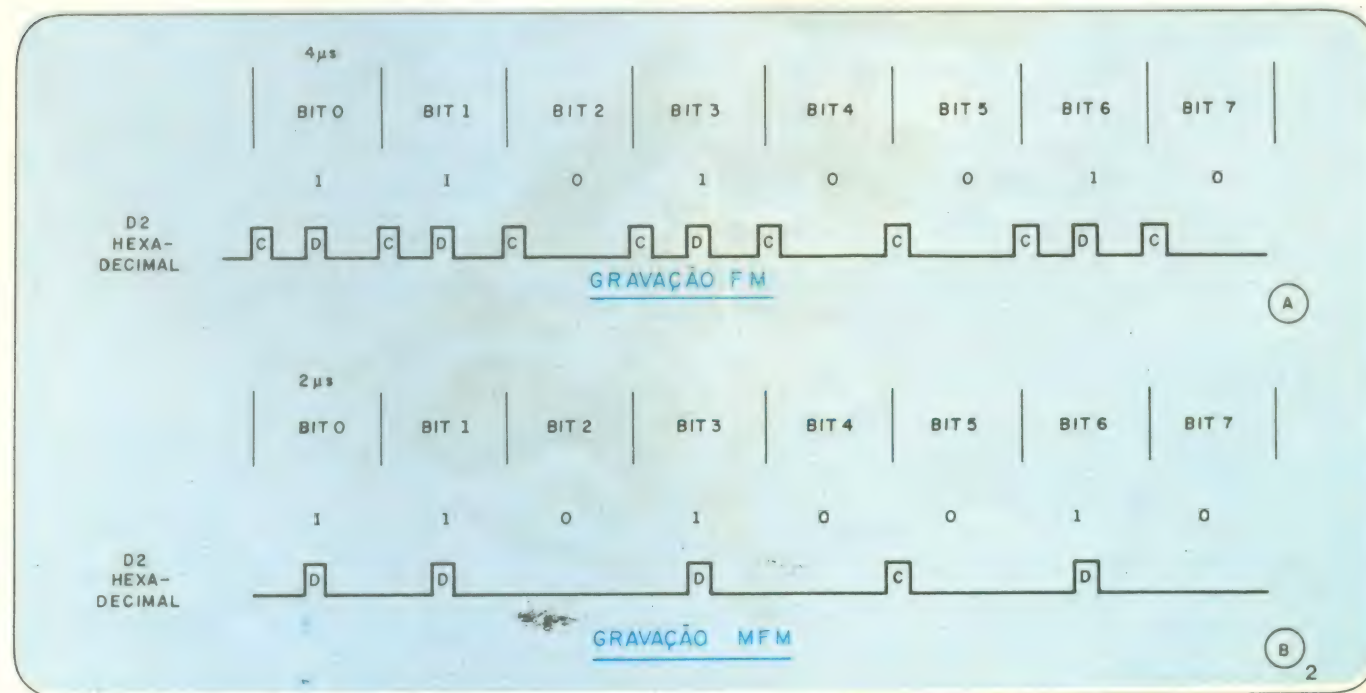 4µs
BIT 0 BIT 1 BIT 2 BIT 3 BIT 4 BIT 5 BIT 6 BIT 7
1 I 0 1 0 0 1 0
D2
HEXA-
DECIMAL
C D C D C C D C C C D C
GRAVAÇÃO FM
A
2µs
BIT 0 BIT 1 BIT 2 BIT 3 BIT 4 BIT 5 BIT 6 BIT 7
I 1 0 1 0 0 1 0
D2
HEXA-
DECIMAL
D D D C D
GRAVAÇÃO MFM
B
2